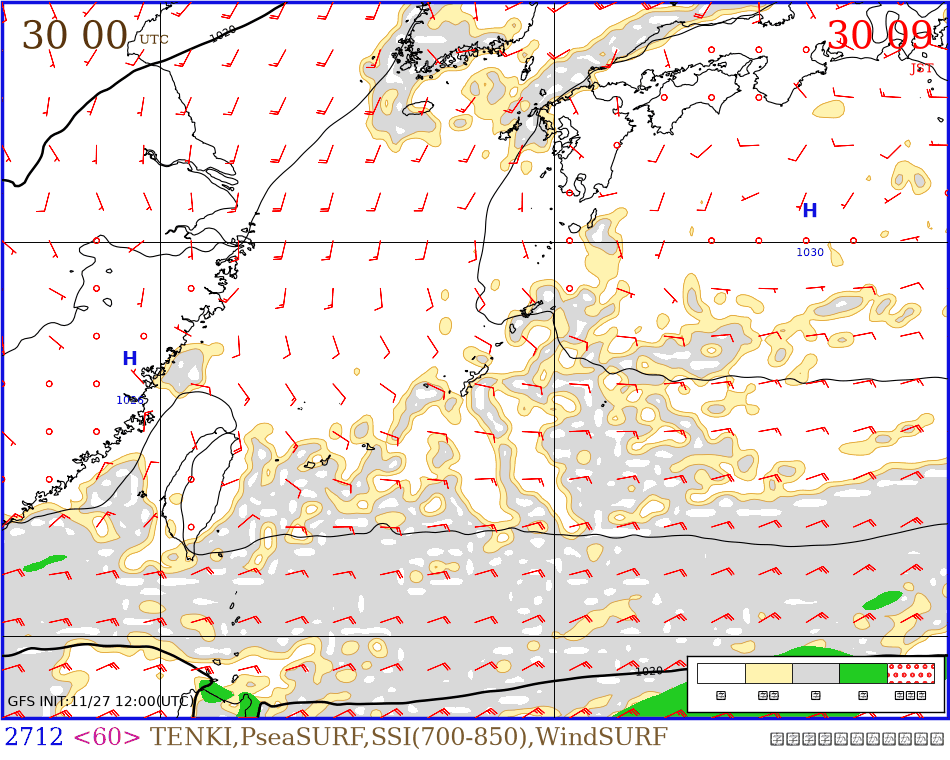 30 00 UTC
30 09 JST
1020
H
1030
H
1020
GFS INIT:11/27 12:00(UTC)
2712 <60> TENKI,PseaSURF,SSI(700-850),WindSURF